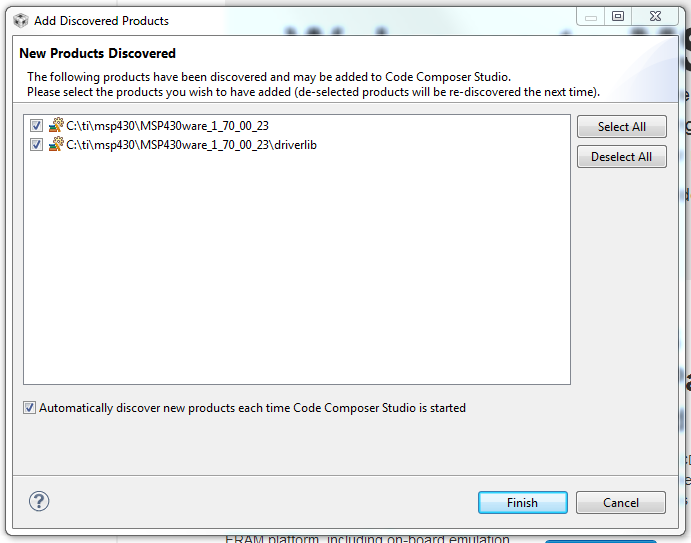 Add Discovered Products
New Products Discovered
The following products have been discovered and may be added to Code Composer Studio.
Please select the products you wish to have added (de-selected products will be re-discovered the next time).
C:\ti\msp430\MSP430ware_1_70_00_23
C:\ti\msp430\MSP430ware_1_70_00_23\driverlib
Select All
Deselect All
Automatically discover new products each time Code Composer Studio is started
?
Finish
Cancel
FRAM platform, including on-board emulation